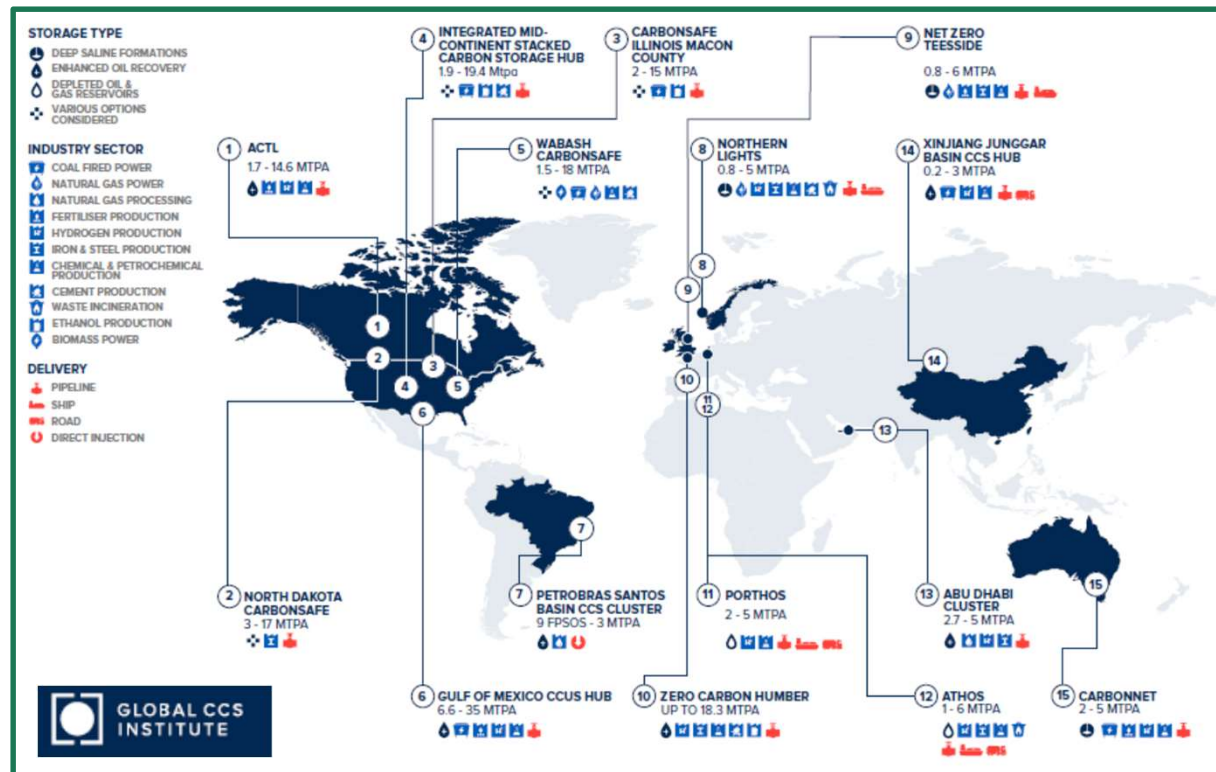 STORAGE TYPE
DEEP SALINE FORMATIONS
ENHANCED OIL RECOVERY
DEPLETED OIL &
GAS RESERVOIRS
VARIOUS OPTIONS
CONSIDERED
INDUSTRY SECTOR
COAL FIRED POWER
NATURAL GAS POWER
NATURAL GAS PROCESSING
FERTILISER PRODUCTION
HYDROGEN PRODUCTION
IRON & STEEL PRODUCTION
CHEMICAL & PETROCHEMICAL
PRODUCTION
CEMENT PRODUCTION
WASTE INCINERATION
ETHANOL PRODUCTION
BIOMASS POWER
DELIVERY
PIPELINE
SHIP
ROAD
DIRECT INJECTION
4 INTEGRATED MID-
CONTINENT STACKED
CARBON STORAGE HUB
1.9 - 19.4 Mtpa
3 CARBONSAFE
ILLINOIS MACON
COUNTY
2 - 15 MTPA
9 NET ZERO
TEESSIDE
0.8 - 6 MTPA
1 ACTL
1.7 - 14.6 MTPA
5 WABASH
CARBONSAFE
1.5 - 18 MTPA
8 NORTHERN
LIGHTS
0.8 - 5 MTPA
14 XINJIANG JUNGGAR
BASIN CCS HUB
0.2 - 3 MTPA
8
9
1
2
3
4
5
6
10
11
12
14
13
7
15
2 NORTH DAKOTA
CARBONSAFE
3 - 17 MTPA
7 PETROBRAS SANTOS
BASIN CCS CLUSTER
9 FPSOS - 3 MTPA
11 PORTHOS
2 - 5 MTPA
13 ABU DHABI
CLUSTER
2.7 - 5 MTPA
6 GULF OF MEXICO CCUS HUB
6.6 - 35 MTPA
10 ZERO CARBON HUMBER
UP TO 18.3 MTPA
12 ATHOS
1 - 6 MTPA
15 CARBONNET
2 - 5 MTPA
GLOBAL CCS
INSTITUTE